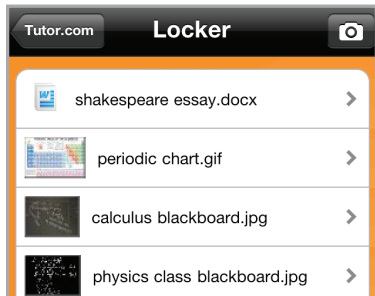 Tutor.com
Locker
shakespeare essay.docx
periodic chart.gif
calculus blackboard.jpg
physics class blackboard.jpg